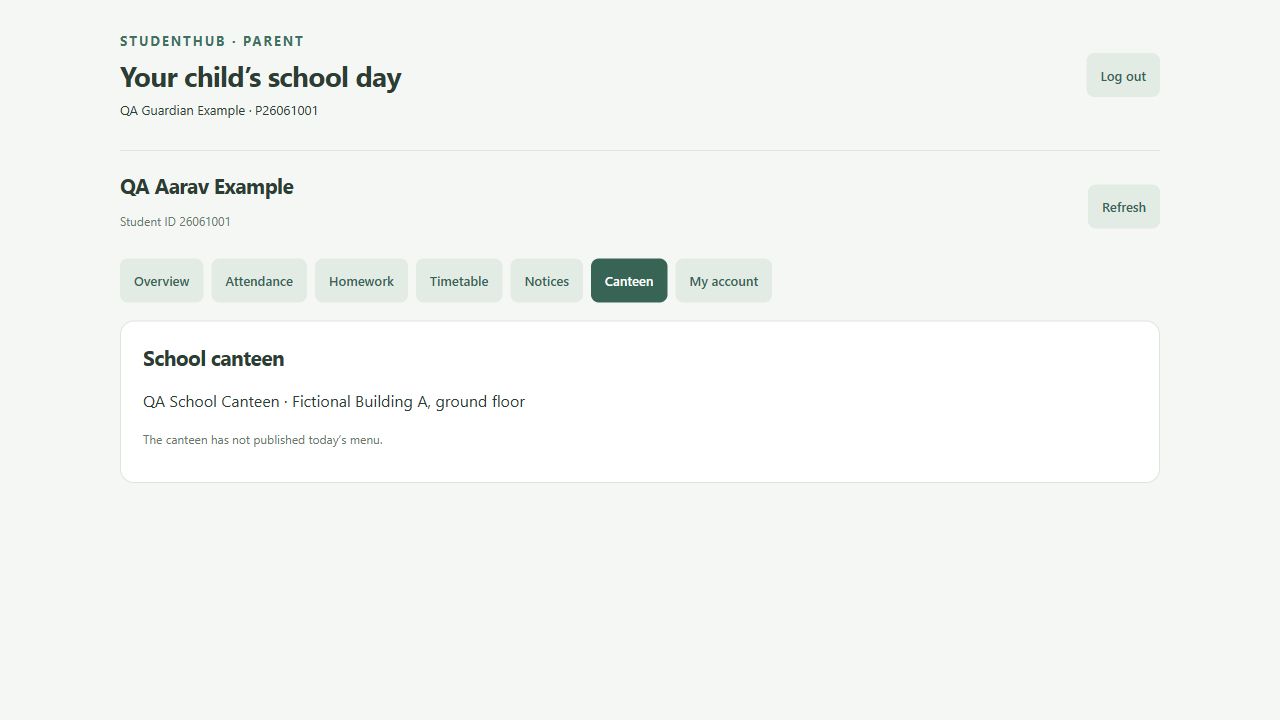 STUDENTHUB · PARENT
Your child’s school day
QA Guardian Example · P26061001
Log out
QA Aarav Example
Student ID 26061001
Refresh
Overview
Attendance
Homework
Timetable
Notices
Canteen
My account
School canteen
QA School Canteen · Fictional Building A, ground floor
The canteen has not published today’s menu.